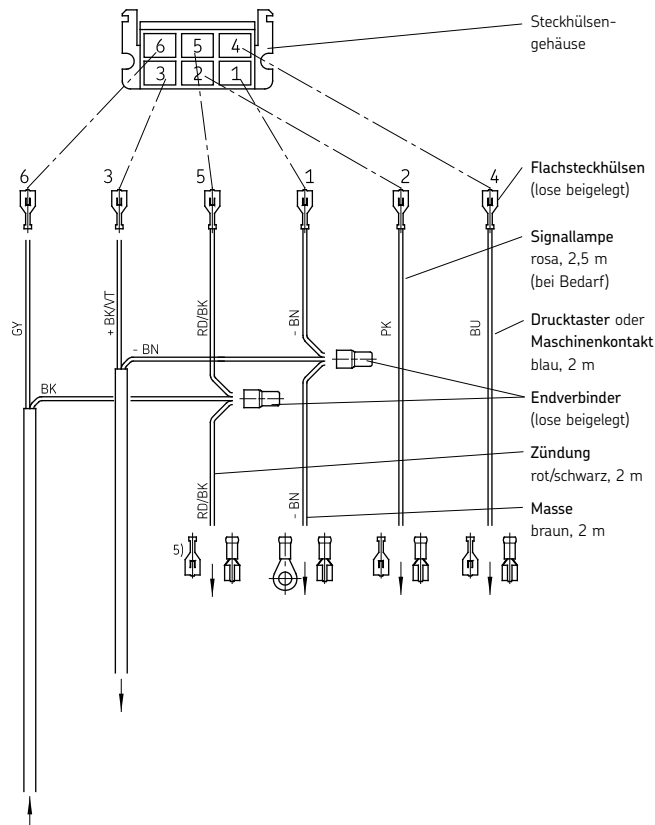 6 5 4
3 2 1
Steckhülsen-
gehäuse
6 3 5 1 2 4
Flachsteckhülsen
(lose beigelegt)
Signallampe
rosa, 2,5 m
(bei Bedarf)
GY
+ BK/VT
RD/BK
- BN
PK
BU
Drucktaster oder
Maschinenkontakt
blau, 2 m
- BN
BK
Endverbinder
(lose beigelegt)
Zündung
rot/schwarz, 2 m
RD/BK
- BN
Masse
braun, 2 m
5)